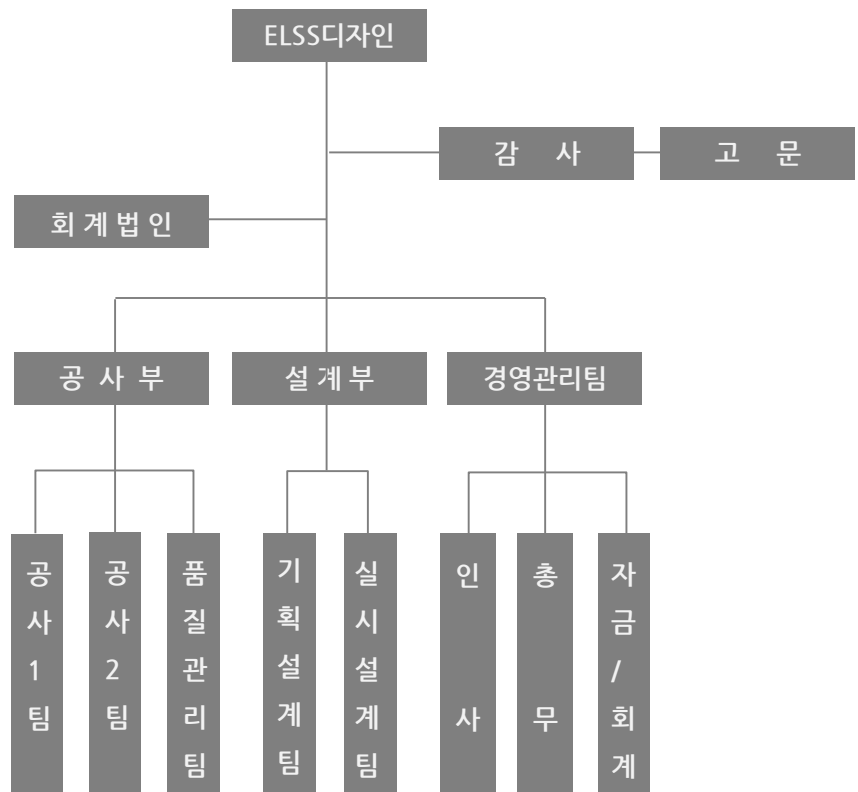 ELSS디자인
감 사
고 문
회 계 법 인
공 사 부
설 계 부
경영관리팀
공사1팀
공사2팀
품질관리팀
기획설계팀
실시설계팀
인 사
총 무
자금/회계